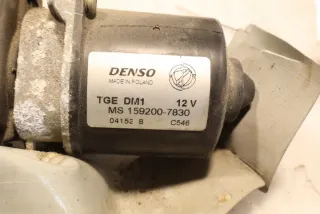 DENSO
MADE IN POLAND
TGE DM1 12 V
MS 159200-7830
04152 B C546